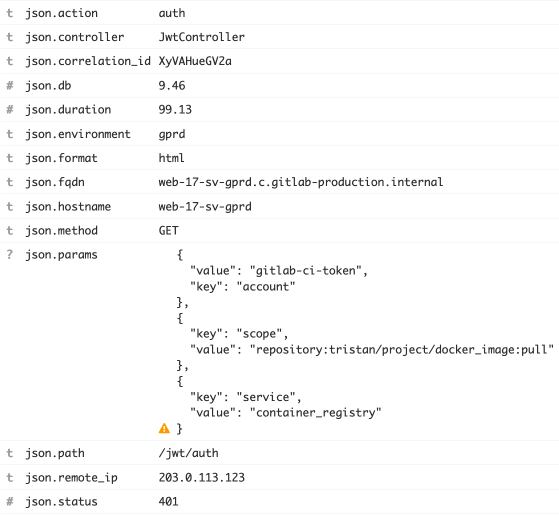 t json.action auth
t json.controller JwtController
t json.correlation_id XyVAHueGV2a
# json.db 9.46
# json.duration 99.13
t json.environment gprd
t json.format html
t json.fqdn web-17-sv-gprd.c.gitlab-production.internal
t json.hostname web-17-sv-gprd
t json.method GET
? json.params {
"value": "gitlab-ci-token",
"key": "account"
},
{
"key": "scope",
"value": "repository:tristan/project/docker_image:pull"
},
{
"key": "service",
"value": "container_registry"
}
t json.path /jwt/auth
t json.remote_ip 203.0.113.123
# json.status 401